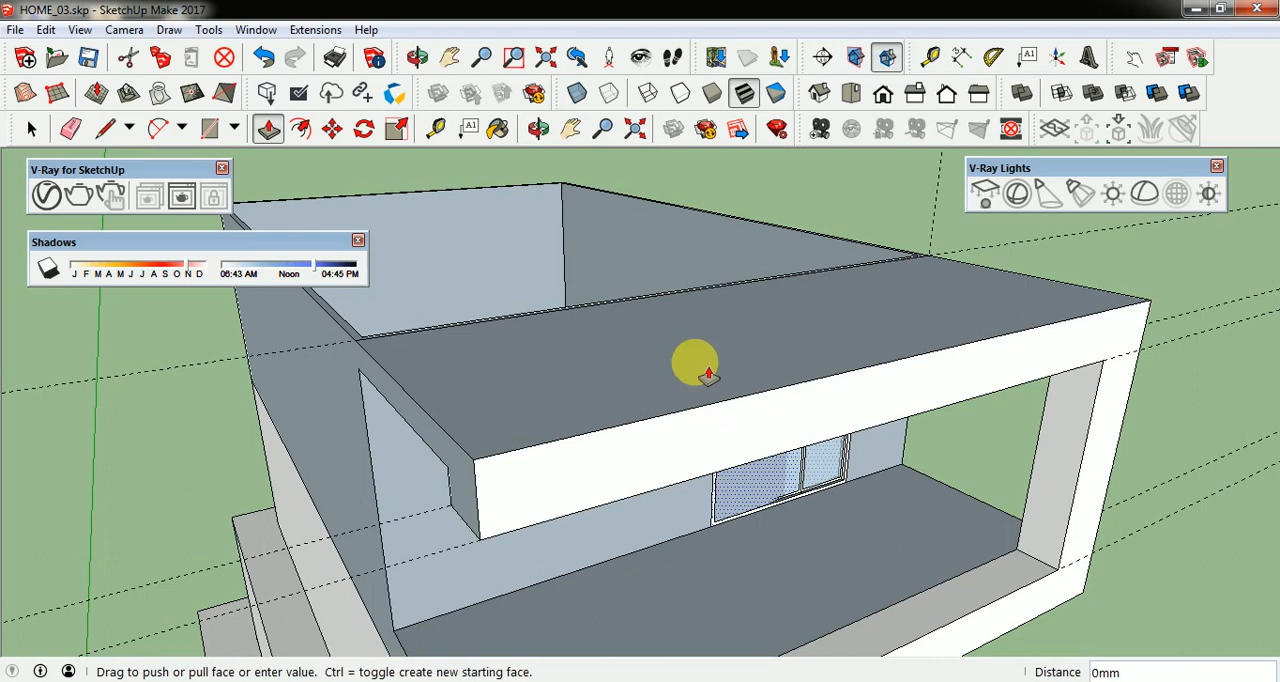 HOME_03.skp - SketchUp Make 2017
File Edit View Camera Draw Tools Window Extensions Help
A1
A1
V-Ray for SketchUp
V-Ray Lights
Shadows
J F M A M J J A S O N D
06:43 AM Noon 04:45 PM
Drag to push or pull face or enter value. Ctrl = toggle create new starting face.
Distance 0mm